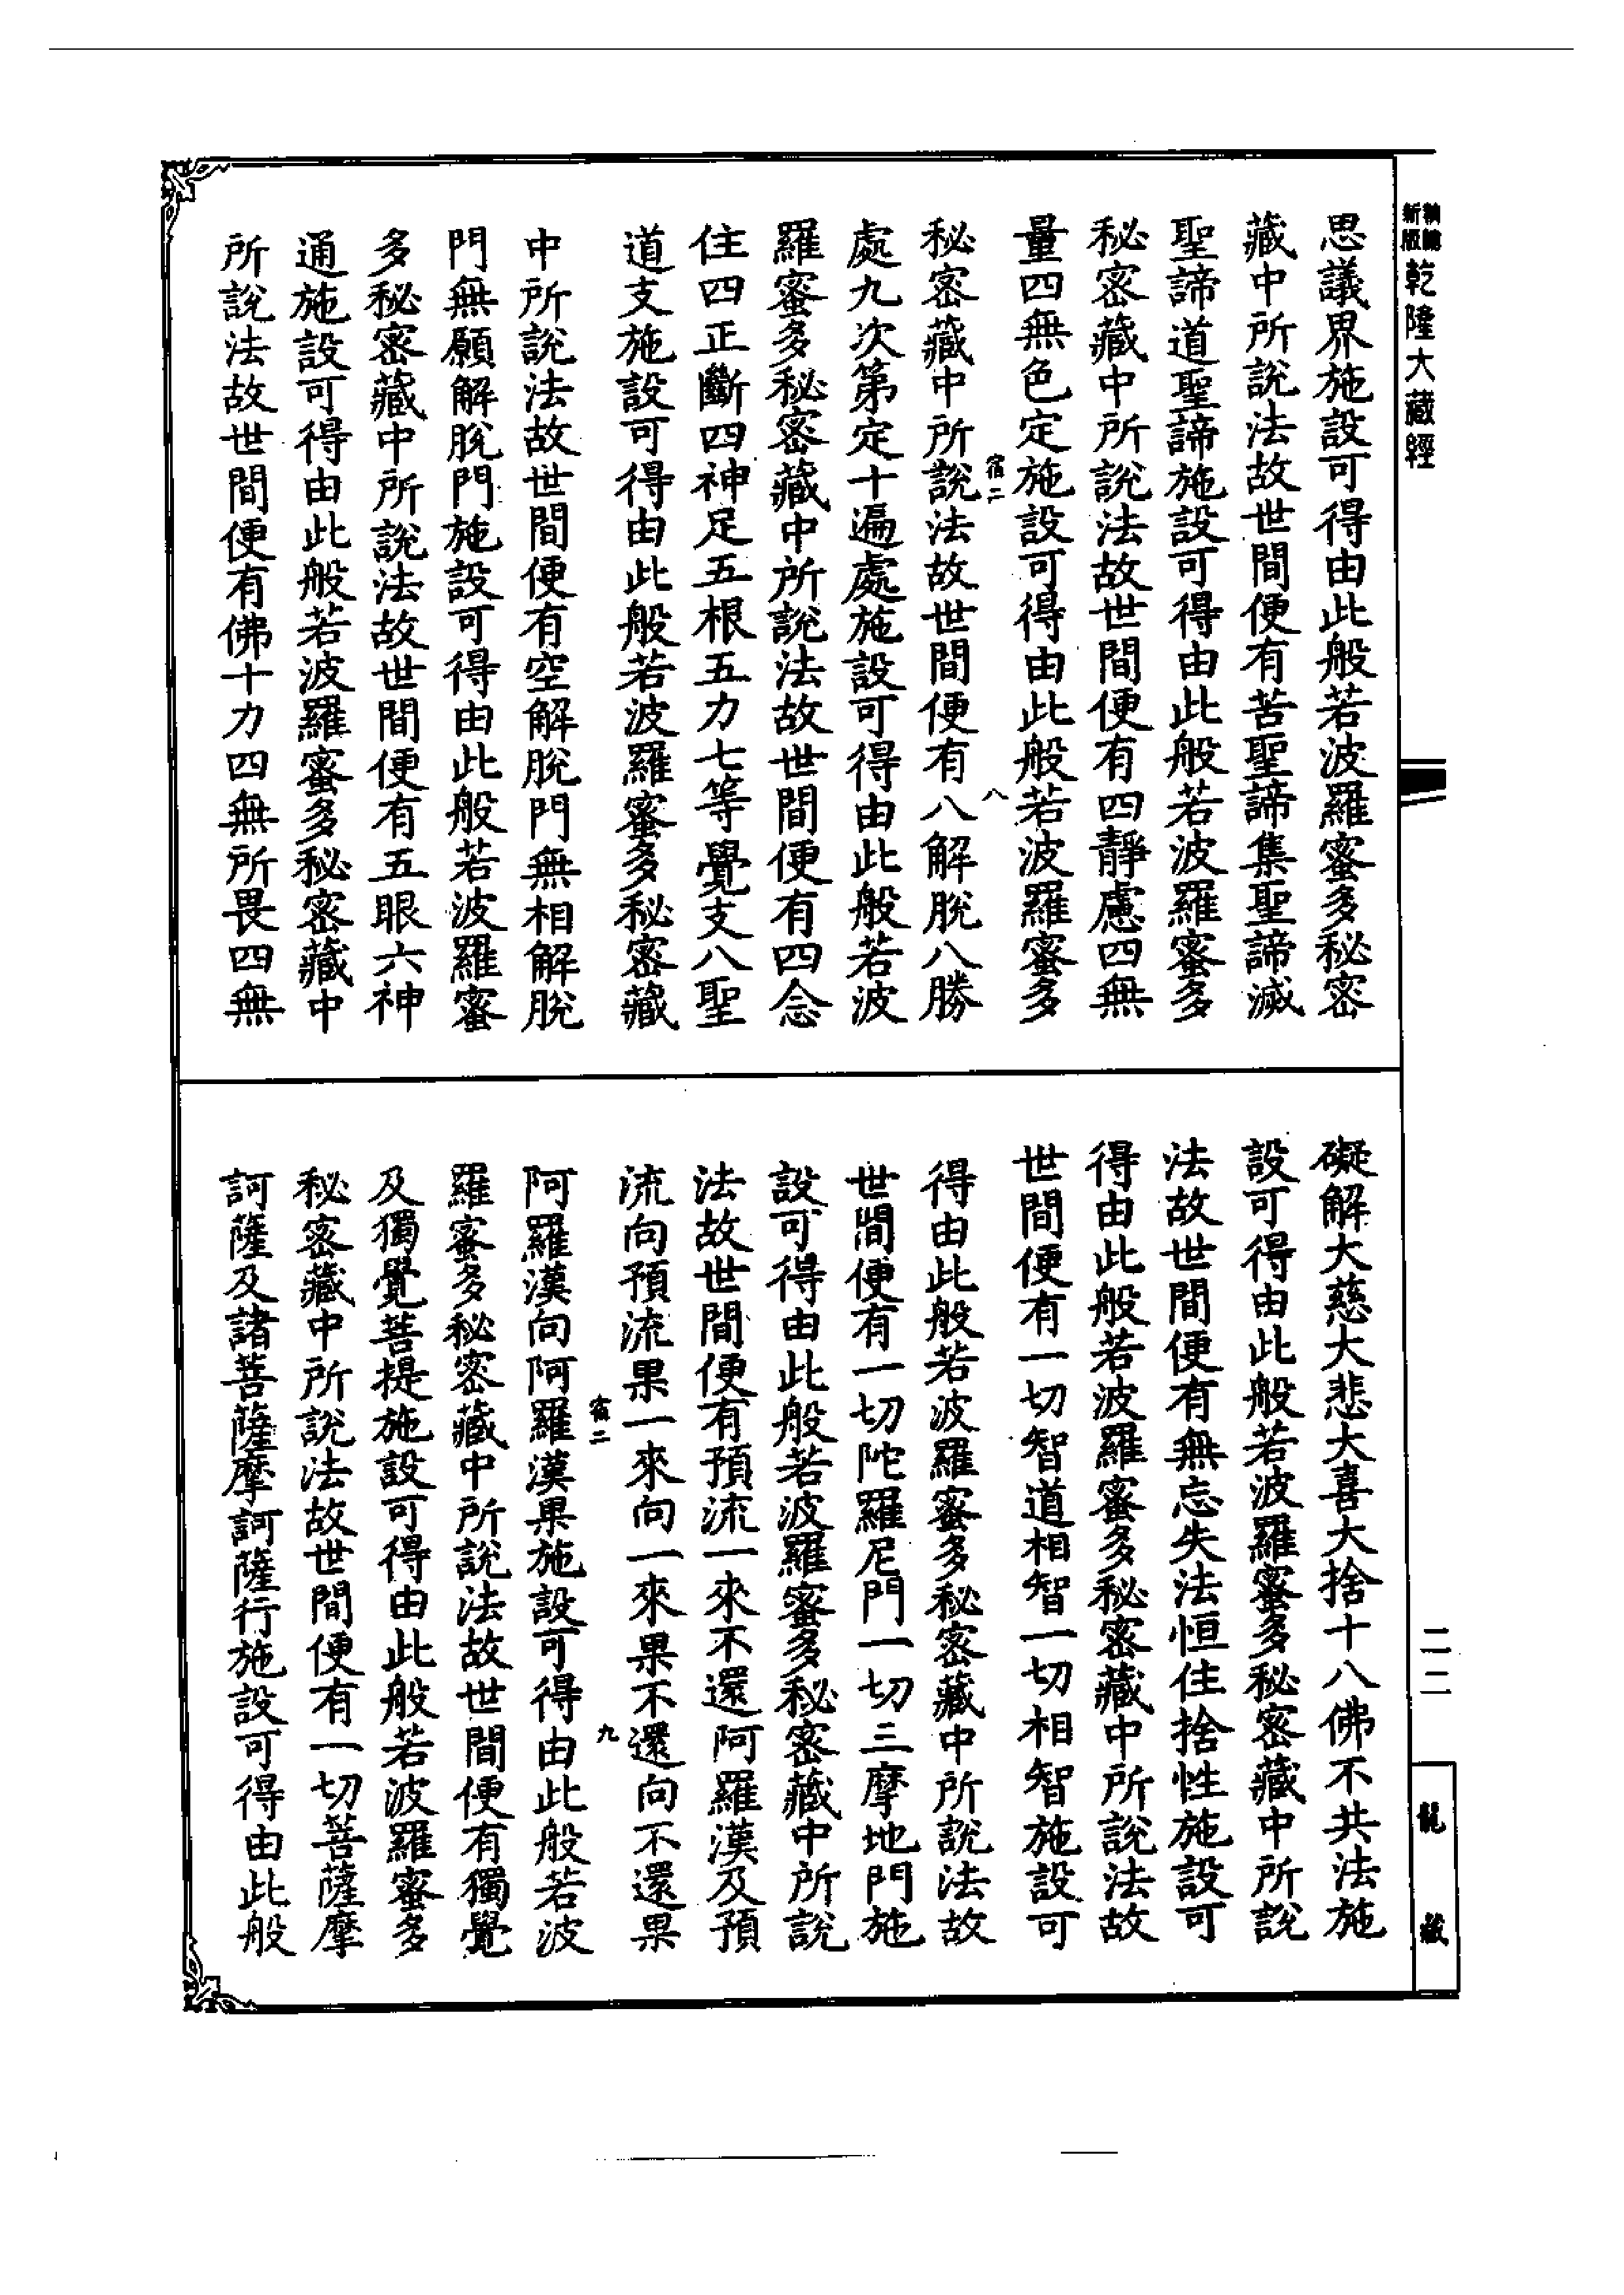 新版
乾隆大藏經
思議界施設可得由此般若波羅蜜多秘密
藏中所說法故世間便有苦聖諦集聖諦滅
聖諦道聖諦施設可得由此般若波羅蜜多
秘密藏中所說法故世間便有四靜慮四無
量四無色定施設可得由此般若波羅蜜多
宿二
八
秘密藏中所說法故世間便有八解脫八勝
處九次第定十遍處施設可得由此般若波
羅蜜多秘密藏中所說法故世間便有四念
住四正斷四神足五根五力七等覺支八聖
道支施設可得由此般若波羅蜜多秘密藏
中所說法故世間便有空解脫門無相解脫
門無願解脫門施設可得由此般若波羅蜜
多秘密藏中所說法故世間便有五眼六神
通施設可得由此般若波羅蜜多秘密藏中
所說法故世間便有佛十力四無所畏四無
礙解大慈大悲大喜大捨十八佛不共法施
設可得由此般若波羅蜜多秘密藏中所說
法故世間便有無忘失法恒住捨性施設可
得由此般若波羅蜜多秘密藏中所說法故
世間便有一切智道相智一切相智施設可
得由此般若波羅蜜多秘密藏中所說法故
世間便有一切陀羅尼門一切三摩地門施
設可得由此般若波羅蜜多秘密藏中所說
法故世間便有預流一來不還阿羅漢及預
流向預流果一來向一來果不還向不還果
宿二
九
阿羅漢向阿羅漢果施設可得由此般若波
羅蜜多秘密藏中所說法故世間便有獨覺
及獨覺菩提施設可得由此般若波羅蜜多
秘密藏中所說法故世間便有一切菩薩摩
訶薩及諸菩薩摩訶薩行施設可得由此般
二二
龍藏